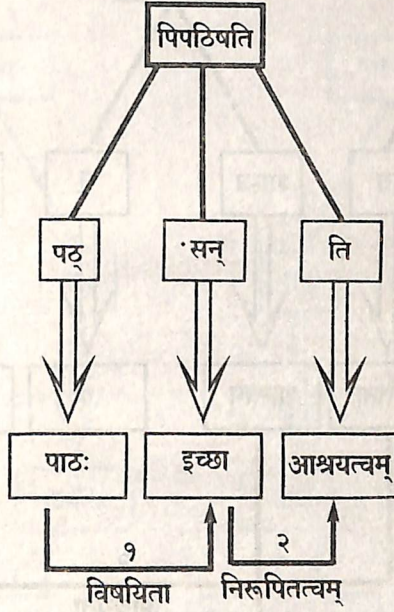 पिपठिषति
पठ् सन् ति
पाठः इच्छा आश्रयत्वम्
१ २
विषयिता निरूपितत्वम्